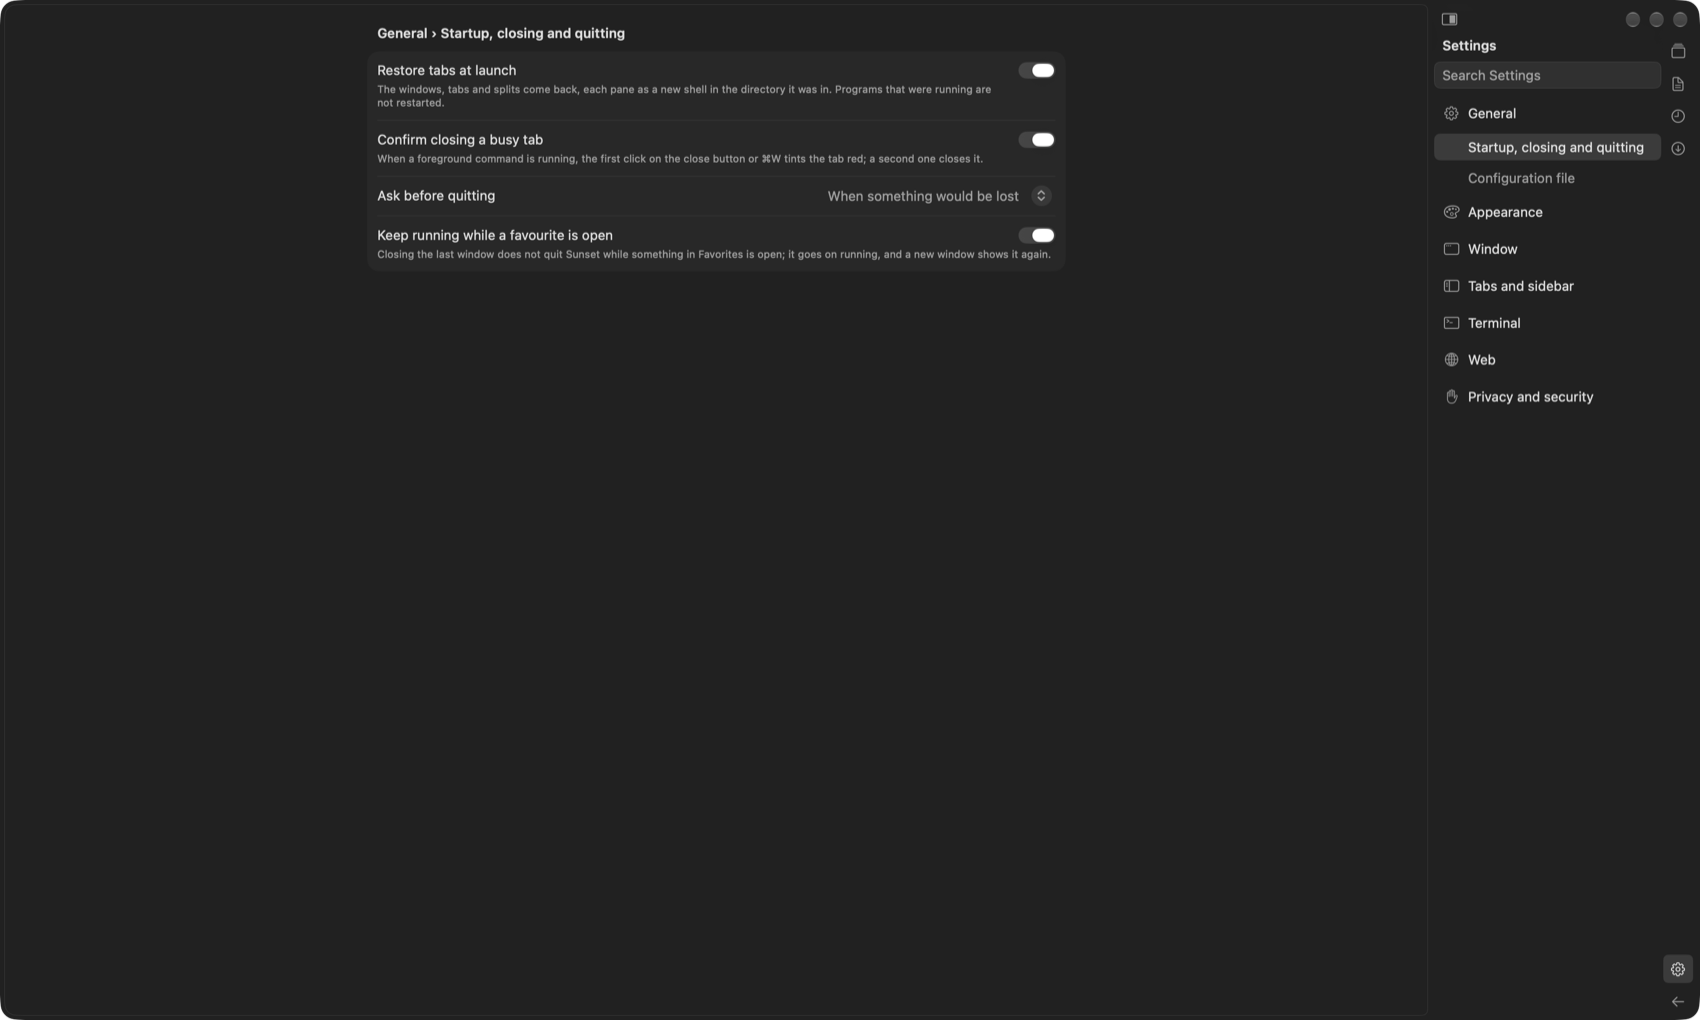 General › Startup, closing and quitting
Restore tabs at launch
The windows, tabs and splits come back, each pane as a new shell in the directory it was in. Programs that were running are
not restarted.
Confirm closing a busy tab
When a foreground command is running, the first click on the close button or ⌘W tints the tab red; a second one closes it.
Ask before quitting
When something would be lost
Keep running while a favourite is open
Closing the last window does not quit Sunset while something in Favorites is open; it goes on running, and a new window shows it again.
Settings
Search Settings
General
Startup, closing and quitting
Configuration file
Appearance
Window
Tabs and sidebar
Terminal
Web
Privacy and security